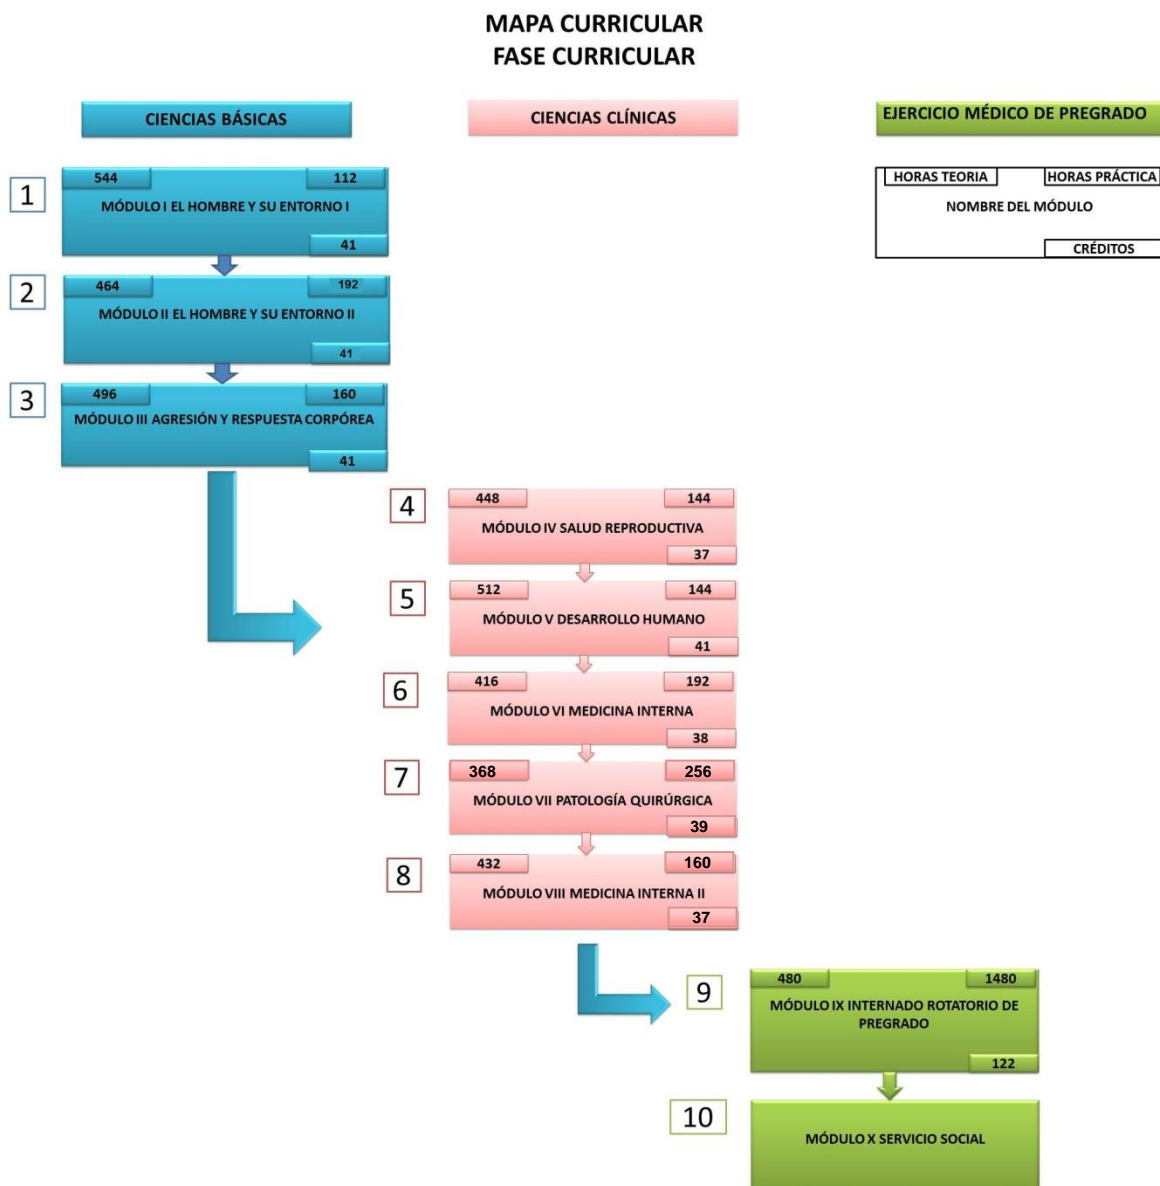 MAPA CURRICULAR
FASE CURRICULAR
CIENCIAS BÁSICAS
CIENCIAS CLÍNICAS
EJERCICIO MÉDICO DE PREGRADO
HORAS TEORIA
HORAS PRÁCTICA
NOMBRE DEL MÓDULO
CRÉDITOS
1
544
112
MÓDULO I EL HOMBRE Y SU ENTORNO I
41
2
464
192
MÓDULO II EL HOMBRE Y SU ENTORNO II
41
3
496
160
MÓDULO III AGRESIÓN Y RESPUESTA CORPÓREA
41
4
448
144
MÓDULO IV SALUD REPRODUCTIVA
37
5
512
144
MÓDULO V DESARROLLO HUMANO
41
6
416
192
MÓDULO VI MEDICINA INTERNA
38
7
368
256
MÓDULO VII PATOLOGÍA QUIRÚRGICA
39
8
432
160
MÓDULO VIII MEDICINA INTERNA II
37
9
480
1480
MÓDULO IX INTERNADO ROTATORIO DE
PREGRADO
122
10
MÓDULO X SERVICIO SOCIAL